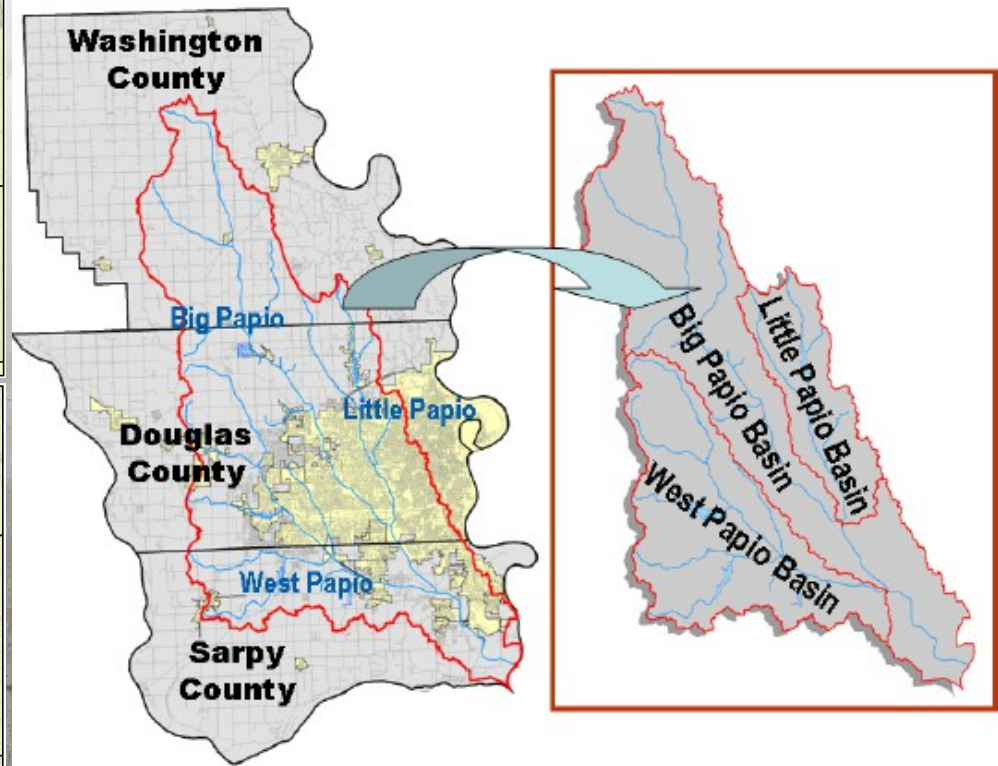 Washington
County
Big Papio
Little Papio
Douglas
County
West Papio
Sarpy
County
Big Papio Basin
Little Papio Basin
West Papio Basin